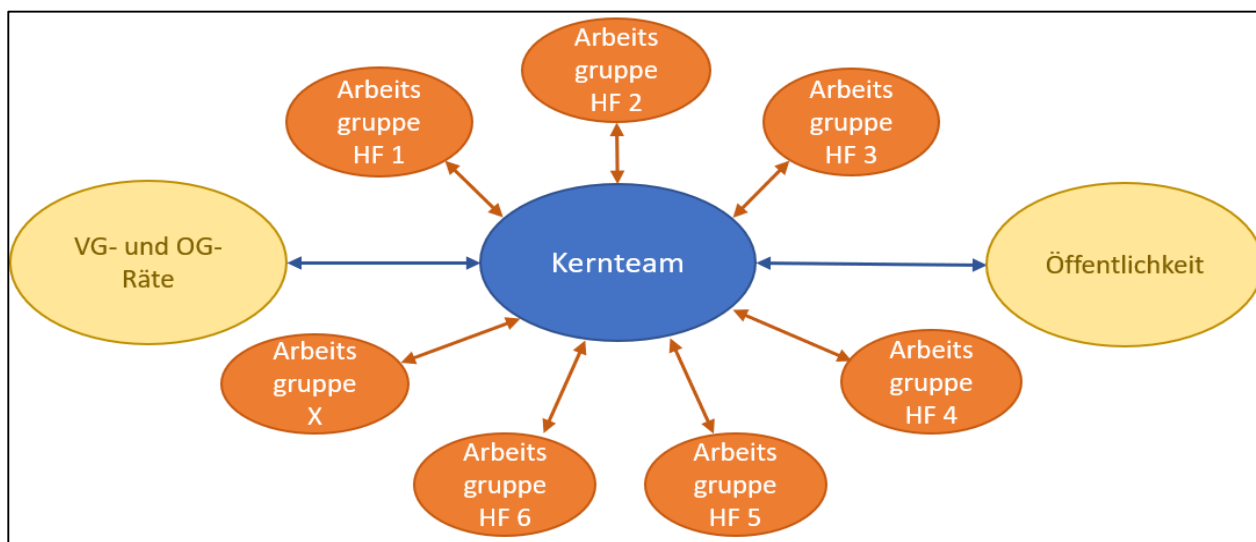 Arbeits
gruppe
HF 1
Arbeits
gruppe
HF 2
Arbeits
gruppe
HF 3
VG- und OG-
Räte
Kernteam
Öffentlichkeit
Arbeits
gruppe
X
Arbeits
gruppe
HF 6
Arbeits
gruppe
HF 5
Arbeits
gruppe
HF 4